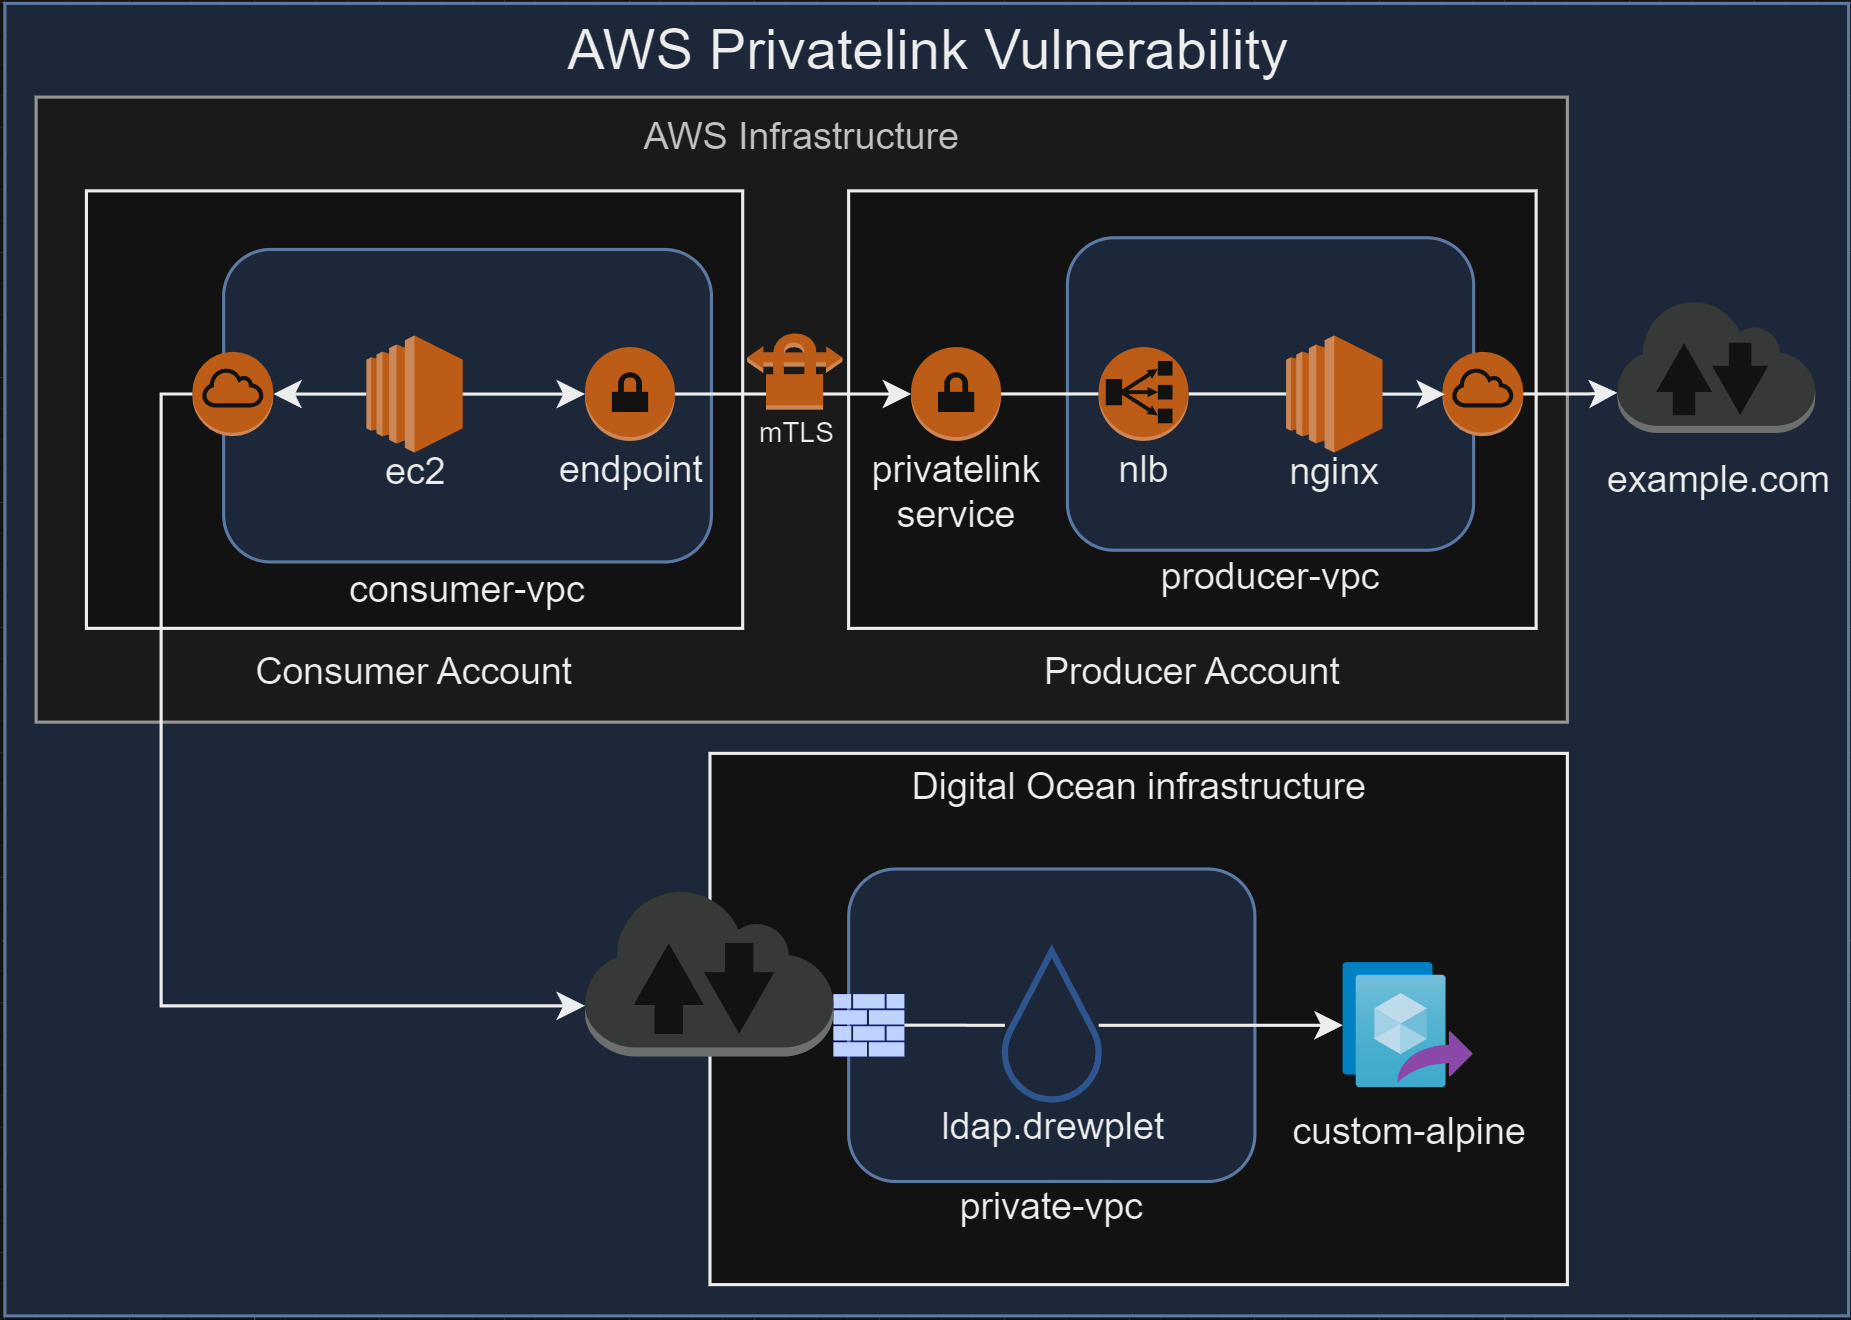 AWS Privatelink Vulnerability
AWS Infrastructure
ec2
endpoint
consumer-vpc
Consumer Account
mTLS
privatelink
service
nlb
nginx
producer-vpc
Producer Account
example.com
Digital Ocean infrastructure
ldap.drewplet
private-vpc
custom-alpine